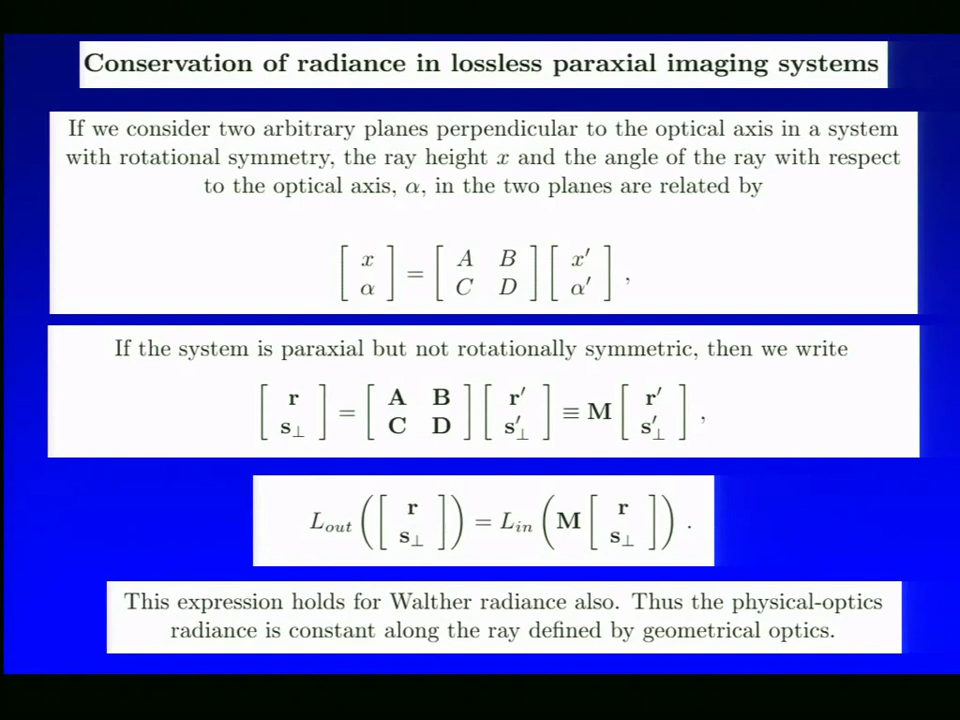 Conservation of radiance in lossless paraxial imaging systems
If we consider two arbitrary planes perpendicular to the optical axis in a system
with rotational symmetry, the ray height x and the angle of the ray with respect
to the optical axis, α, in the two planes are related by
[ x α ] = [ A B C D ] [ x′ α′ ] ,
If the system is paraxial but not rotationally symmetric, then we write
[ r s⊥ ] = [ A B C D ] [ r′ s′⊥ ] ≡ M [ r′ s′⊥ ] ,
L_out ( [ r s⊥ ] ) = L_in ( M [ r s⊥ ] ) .
This expression holds for Walther radiance also. Thus the physical-optics
radiance is constant along the ray defined by geometrical optics.